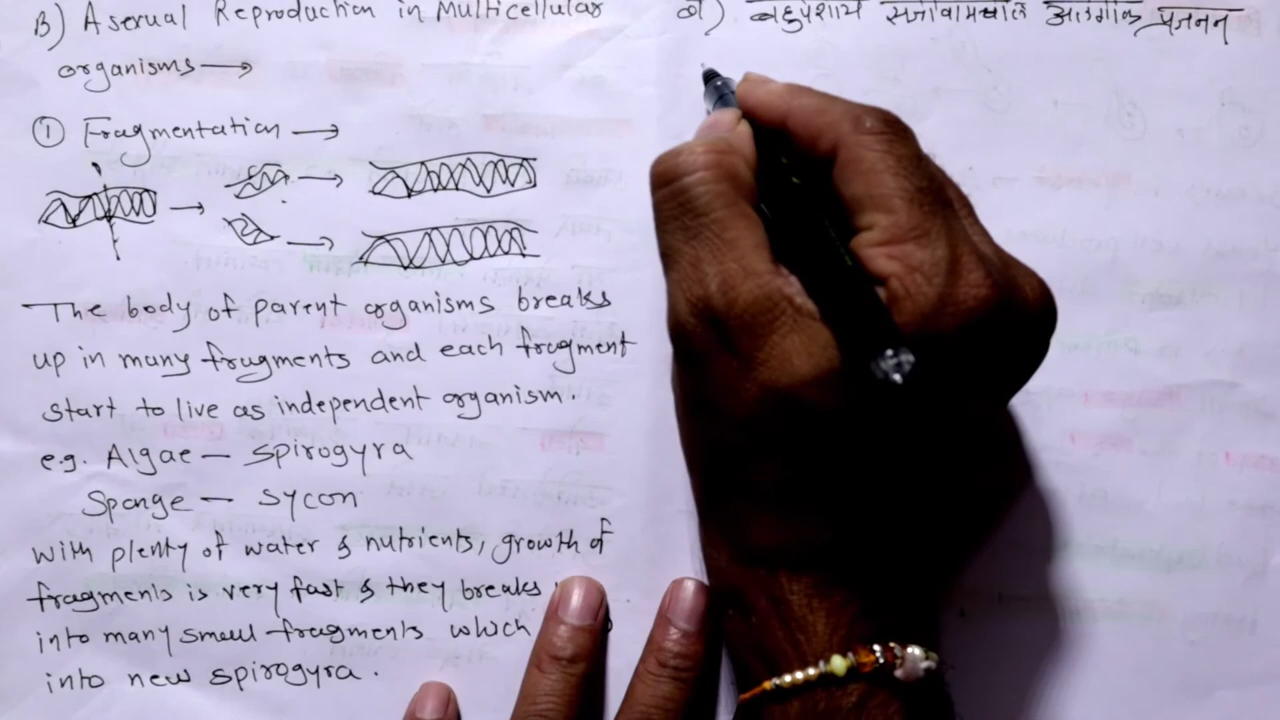 B) Asexual Reproduction in Multicellular
organisms →
① Fragmentation →
The body of parent organisms breaks
up in many fragments and each fragment
start to live as independent organism.
e.g. Algae – Spirogyra
Sponge – Sycon
with plenty of water & nutrients, growth of
fragments is very fast & they breaks
into many small fragments which
into new spirogyra.
ब) बहुपेशीय सजीवामधील अलैंगिक प्रजनन